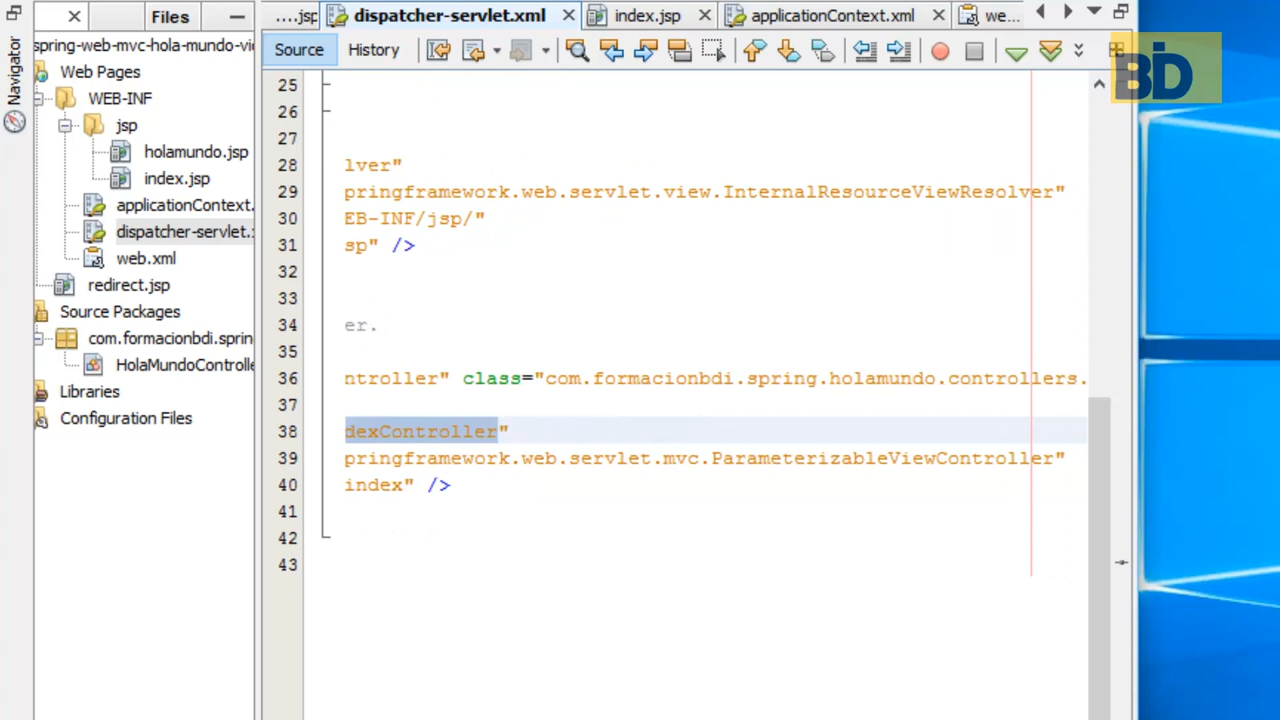 Navigator
Files
spring-web-mvc-hola-mundo-vi
Web Pages
WEB-INF
jsp
holamundo.jsp
index.jsp
applicationContext.
dispatcher-servlet.x
web.xml
redirect.jsp
Source Packages
com.formacionbdi.sprin
HolaMundoControlle
Libraries
Configuration Files
....jsp dispatcher-servlet.xml index.jsp applicationContext.xml we...
Source History
25
26
27
28 lver"
29 pringframework.web.servlet.view.InternalResourceViewResolver"
30 EB-INF/jsp/"
31 sp" />
32
33
34 er.
35
36 ntroller" class="com.formacionbdi.spring.holamundo.controllers.
37
38 dexController"
39 pringframework.web.servlet.mvc.ParameterizableViewController"
40 index" />
41
42
43
BD